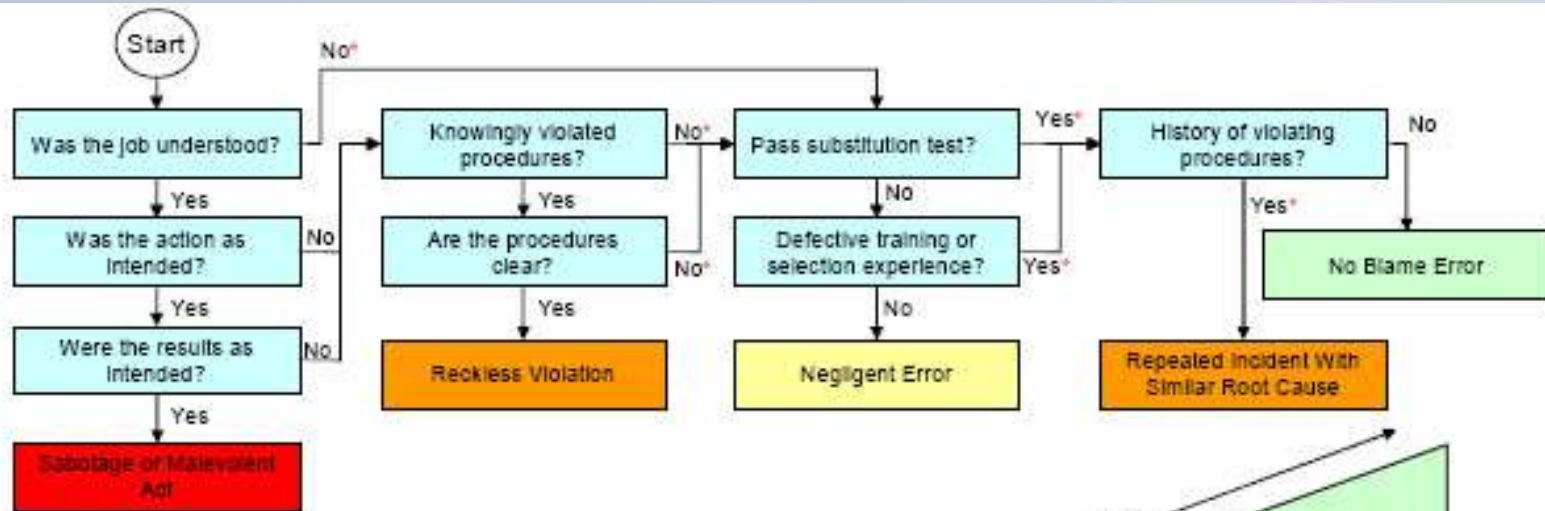 Start
No*
Was the job understood?
Yes
Was the action as
intended?
No
Yes
Were the results as
intended?
No
Yes
Sabotage or Malevolent
Act
Knowingly violated
procedures?
No*
Yes
Are the procedures
clear?
No*
Yes
Reckless Violation
Pass substitution test?
Yes*
No
Defective training or
selection experience?
Yes*
No
Negligent Error
History of violating
procedures?
No
Yes*
No Blame Error
Repeated Incident With
Similar Root Cause